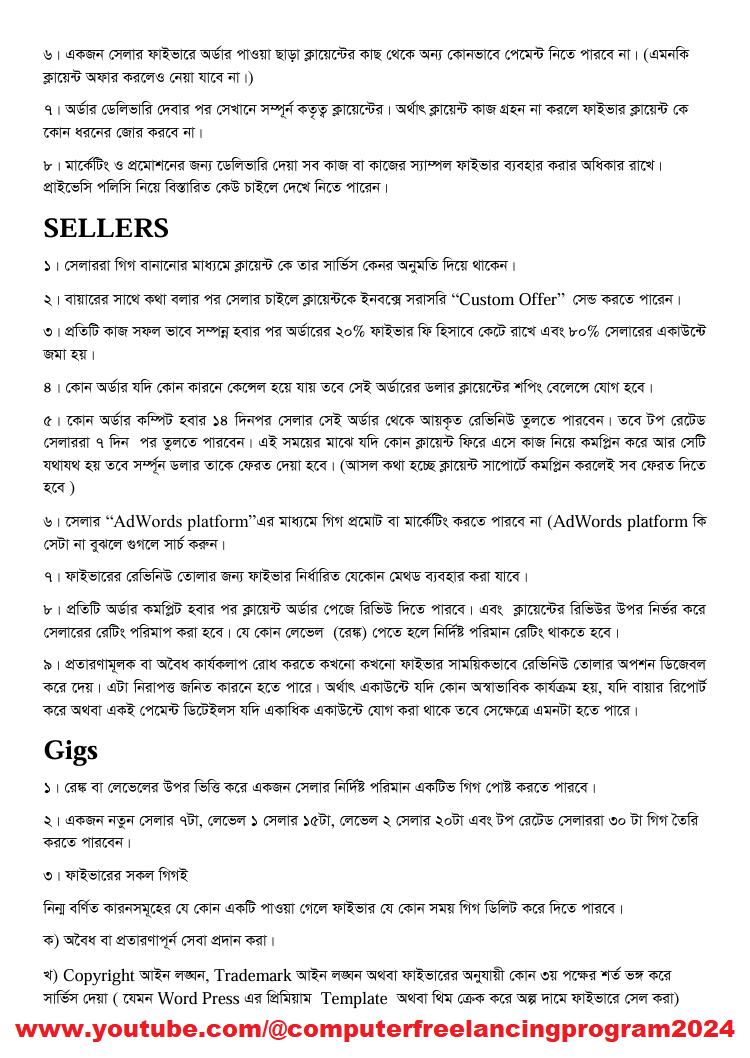 ৬। একজন সেলার ফাইভারে অর্ডার পাওয়া ছাড়া ক্লায়েন্টের কাছ থেকে অন্য কোনভাবে পেমেন্ট নিতে পারবে না। (এমনকি
ক্লায়েন্ট অফার করলেও নেয়া যাবে না।)
৭। অর্ডার ডেলিভারি দেবার পর সেখানে সম্পূর্ন কতৃত্ব ক্লায়েন্টের। অর্থাৎ ক্লায়েন্ট কাজ গ্রহন না করলে ফাইভার ক্লায়েন্ট কে
কোন ধরনের জোর করবে না।
৮। মার্কেটিং ও প্রমোশনের জন্য ডেলিভারি দেয়া সব কাজ বা কাজের স্যাম্পল ফাইভার ব্যবহার করার অধিকার রাখে।
প্রাইভেসি পলিসি নিয়ে বিস্তারিত কেউ চাইলে দেখে নিতে পারেন।
SELLERS
১। সেলাররা গিগ বানানোর মাধ্যমে ক্লায়েন্ট কে তার সার্ভিস কেনর অনুমতি দিয়ে থাকেন।
২। বায়ারের সাথে কথা বলার পর সেলার চাইলে ক্লায়েন্টকে ইনবক্সে সরাসরি “Custom Offer” সেন্ড করতে পারেন।
৩। প্রতিটি কাজ সফল ভাবে সম্পন্ন হবার পর অর্ডারের ২০% ফাইভার ফি হিসাবে কেটে রাখে এবং ৮০% সেলারের একাউন্টে
জমা হয়।
৪। কোন অর্ডার যদি কোন কারনে কেন্সেল হয়ে যায় তবে সেই অর্ডারের ডলার ক্লায়েন্টের শপিং বেলেন্সে যোগ হবে।
৫। কোন অর্ডার কম্পিট হবার ১৪ দিনপর সেলার সেই অর্ডার থেকে আয়কৃত রেভিনিউ তুলতে পারবেন। তবে টপ রেটেড
সেলাররা ৭ দিন পর তুলতে পারবেন। এই সময়ের মাঝে যদি কোন ক্লায়েন্ট ফিরে এসে কাজ নিয়ে কমপ্লিন করে আর সেটি
যথাযথ হয় তবে সর্ম্পূন ডলার তাকে ফেরত দেয়া হবে। (আসল কথা হচ্ছে ক্লায়েন্ট সাপোর্টে কমপ্লিন করলেই সব ফেরত দিতে
হবে )
৬। সেলার “AdWords platform”এর মাধ্যমে গিগ প্রমোট বা মার্কেটিং করতে পারবে না (AdWords platform কি
সেটা না বুঝলে গুগলে সার্চ করুন।
৭। ফাইভারের রেভিনিউ তোলার জন্য ফাইভার নির্ধারিত যেকোন মেথড ব্যবহার করা যাবে।
৮। প্রতিটি অর্ডার কমপ্লিট হবার পর ক্লায়েন্ট অর্ডার পেজে রিভিউ দিতে পারবে। এবং ক্লায়েন্টের রিভিউর উপর নির্ভর করে
সেলারের রেটিং পরিমাপ করা হবে। যে কোন লেভেল (রেঙ্ক) পেতে হলে নির্দিষ্ট পরিমান রেটিং থাকতে হবে।
৯। প্রতারণামূলক বা অবৈধ কার্যকলাপ রোধ করতে কখনো কখনো ফাইভার সাময়িকভাবে রেভিনিউ তোলার অপশন ডিজেবল
করে দেয়। এটা নিরাপত্ত জনিত কারনে হতে পারে। অর্থাৎ একাউন্টে যদি কোন অস্বাভাবিক কার্যক্রম হয়, যদি বায়ার রিপোর্ট
করে অথবা একই পেমেন্ট ডিটেইলস যদি একাধিক একাউন্টে যোগ করা থাকে তবে সেক্ষেত্রে এমনটা হতে পারে।
Gigs
১। রেঙ্ক বা লেভেলের উপর ভিত্তি করে একজন সেলার নির্দিষ্ট পরিমান একটিভ গিগ পোষ্ট করতে পারবে।
২। একজন নতুন সেলার ৭টা, লেভেল ১ সেলার ১৫টা, লেভেল ২ সেলার ২০টা এবং টপ রেটেড সেলাররা ৩০ টা গিগ তৈরি
করতে পারবেন।
৩। ফাইভারের সকল গিগই
নিন্ম বর্ণিত কারনসমূহের যে কোন একটি পাওয়া গেলে ফাইভার যে কোন সময় গিগ ডিলিট করে দিতে পারবে।
ক) অবৈধ বা প্রতারণাপূর্ন সেবা প্রদান করা।
খ) Copyright আইন লঙ্ঘন, Trademark আইন লঙ্ঘন অথবা ফাইভারের অনুযায়ী কোন ৩য় পক্ষের শর্ত ভঙ্গ করে
সার্ভিস দেয়া ( যেমন Word Press এর প্রিমিয়াম Template অথবা থিম ক্রেক করে অল্প দামে ফাইভারে সেল করা)
www.youtube.com/@computerfreelancingprogram2024